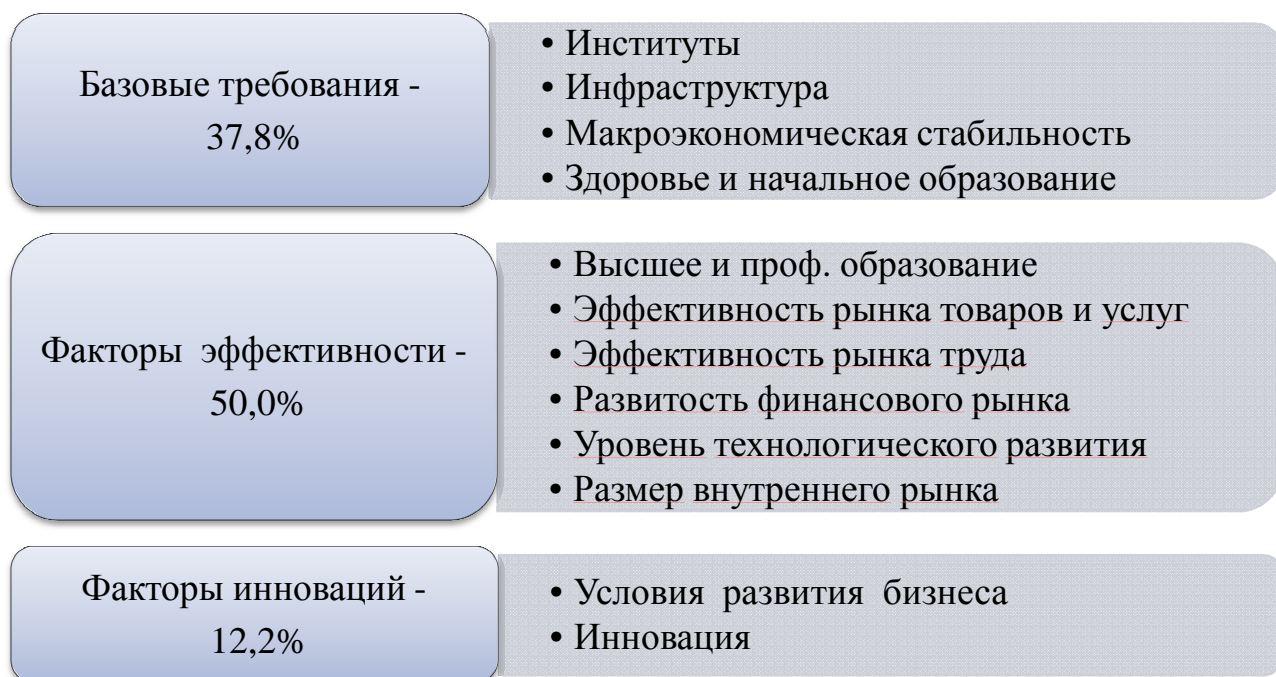 Базовые требования -
37,8%
• Институты
• Инфраструктура
• Макроэкономическая стабильность
• Здоровье и начальное образование
Факторы эффективности -
50,0%
• Высшее и проф. образование
• Эффективность рынка товаров и услуг
• Эффективность рынка труда
• Развитость финансового рынка
• Уровень технологического развития
• Размер внутреннего рынка
Факторы инноваций -
12,2%
• Условия развития бизнеса
• Инновация